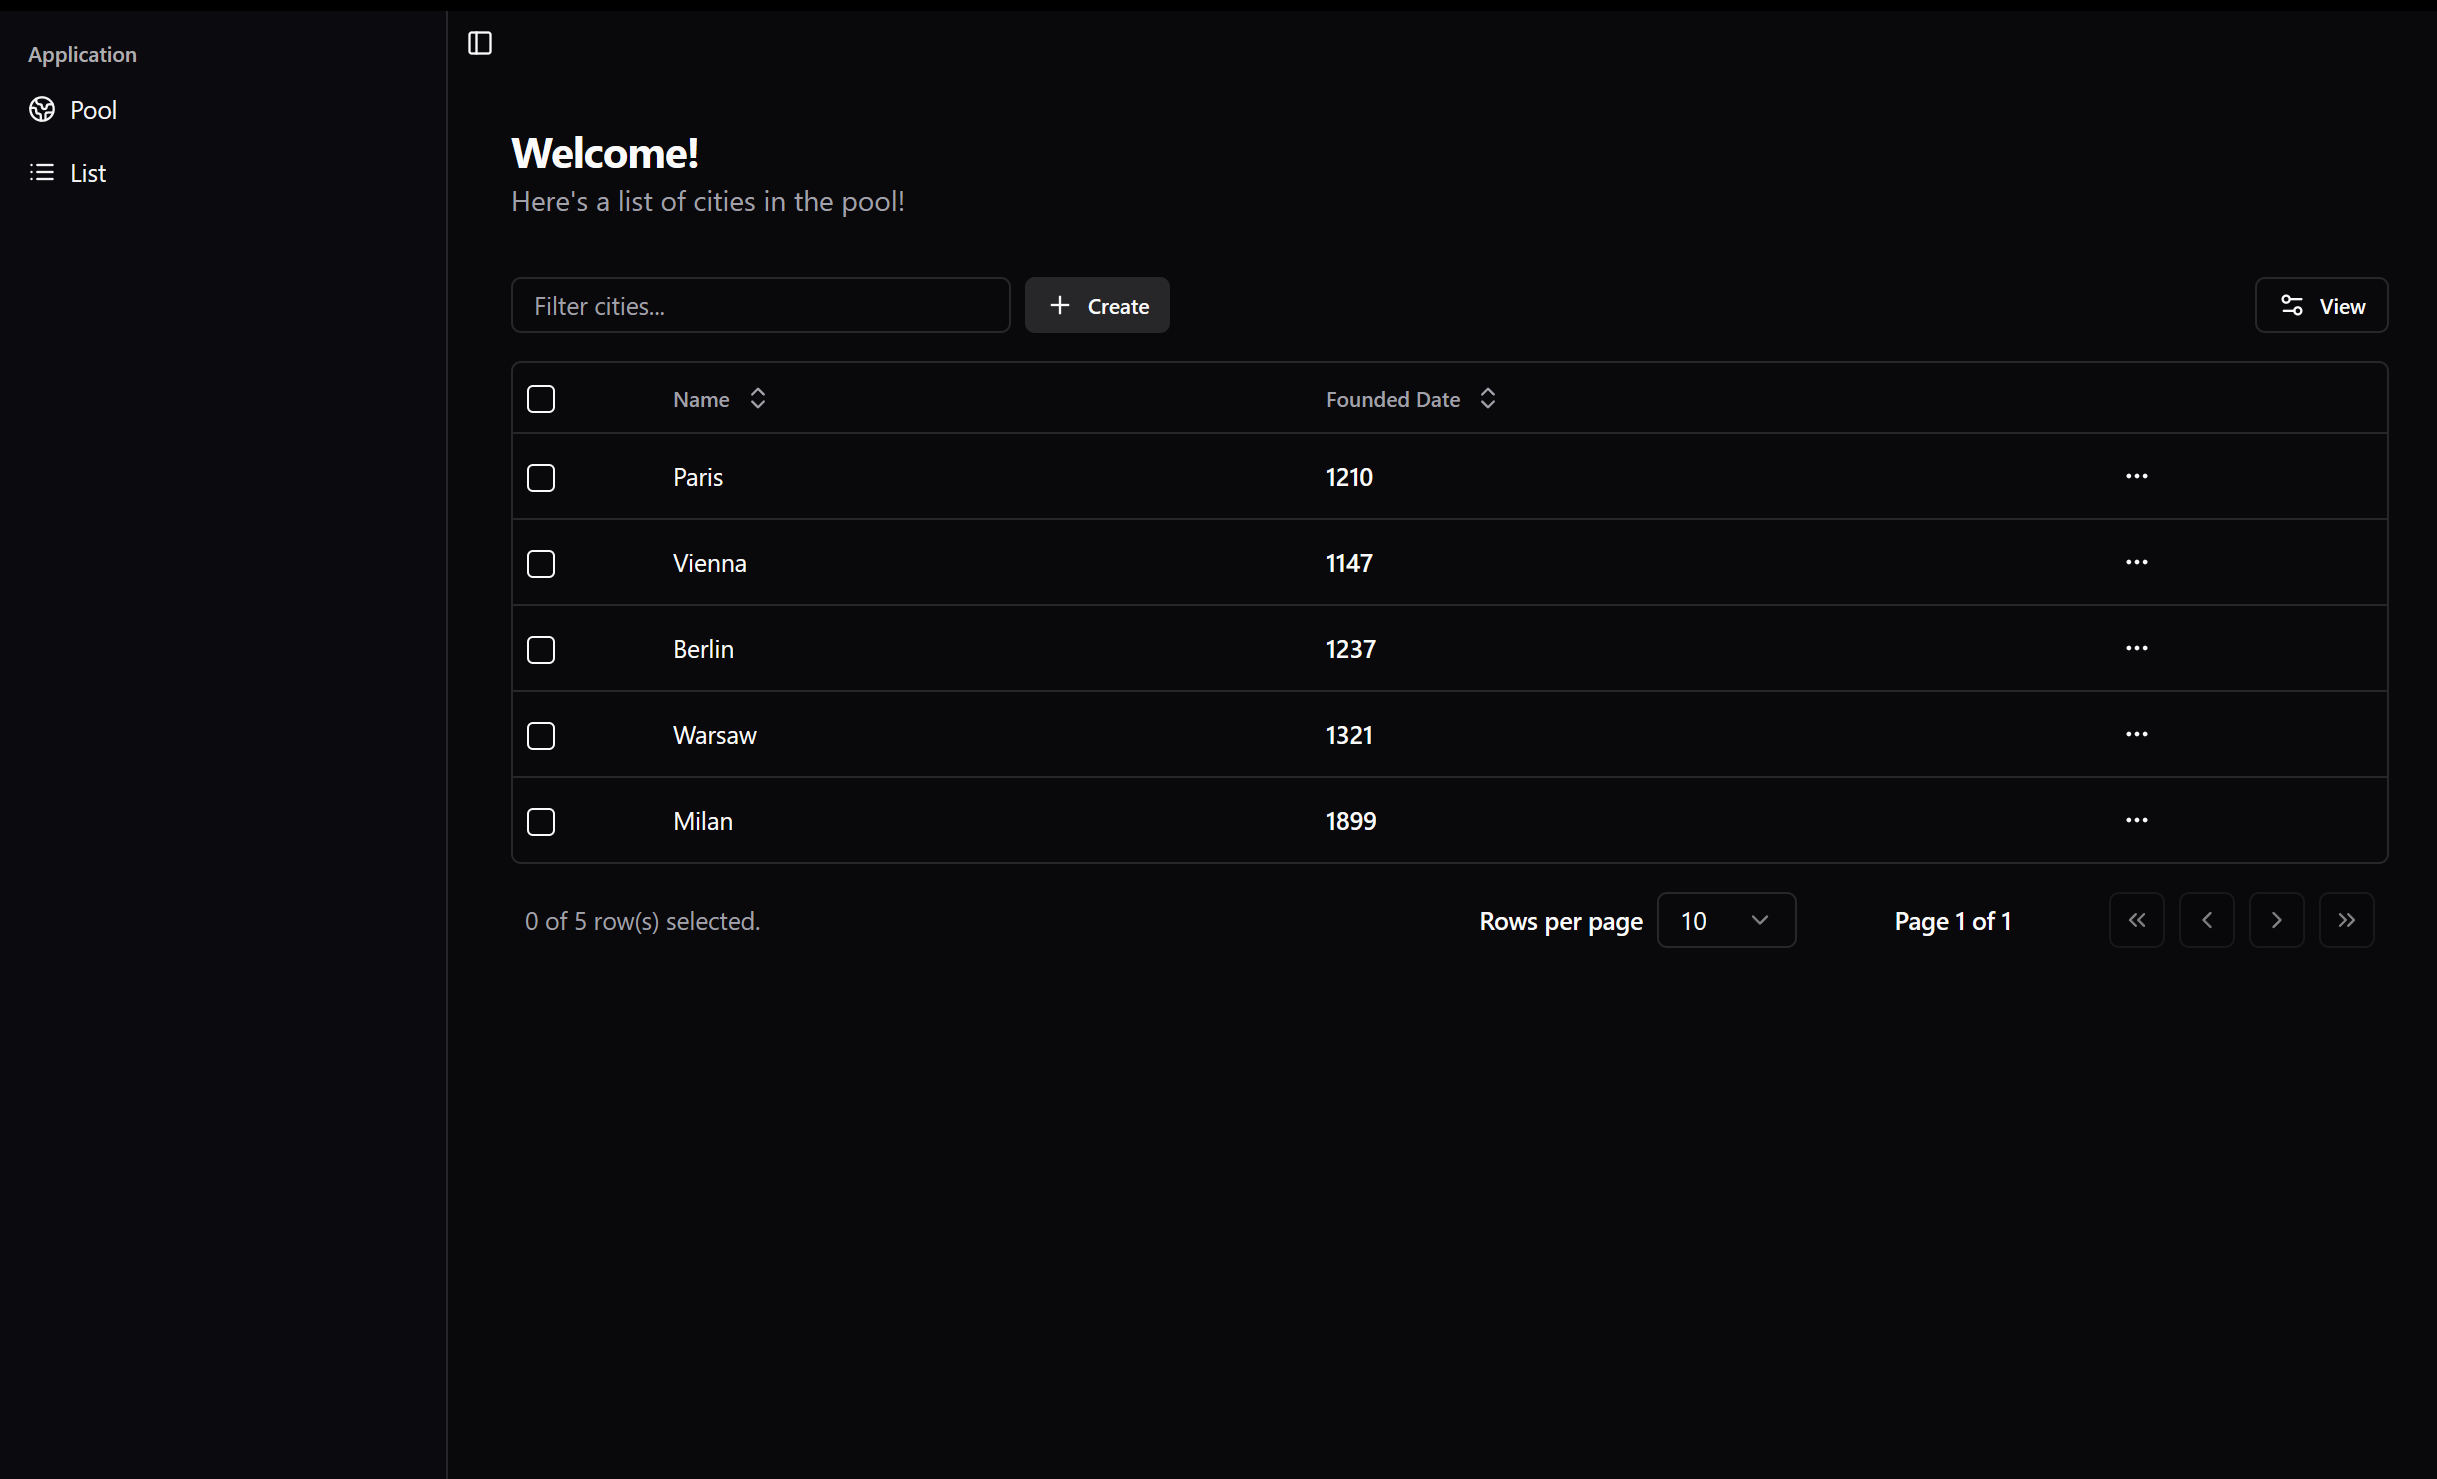 Application
Pool
List
Welcome!
Here's a list of cities in the pool!
Filter cities...
Create
View
Name Founded Date
Paris 1210
Vienna 1147
Berlin 1237
Warsaw 1321
Milan 1899
0 of 5 row(s) selected. Rows per page 10 Page 1 of 1